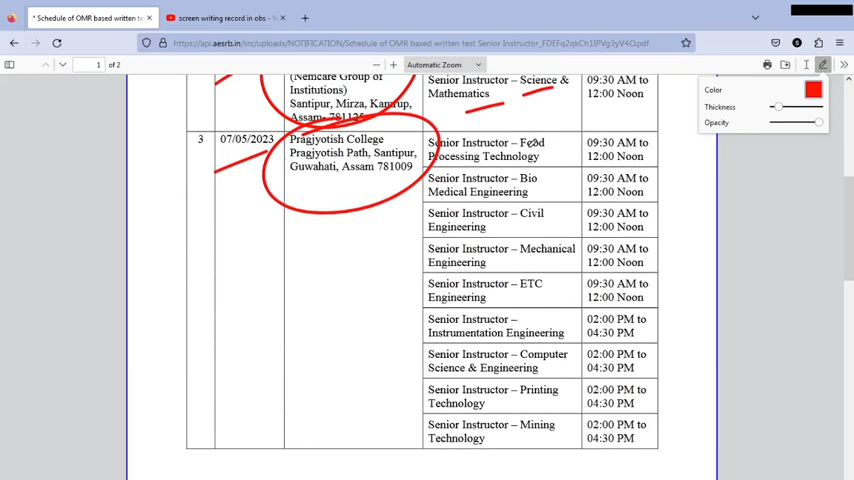 * Schedule of OMR based written te
screen writing record in obs -
https://api.aesrb.in/src/uploads/NOTIFICATION/Schedule of OMR based written test Senior Instructor_FDEFq2qkCh1IPVg3yV4O.pdf
1 of 2
Automatic Zoom
Color
Thickness
Opacity
(Nemcare Group of
Institutions)
Santipur, Mirza, Kamrup,
Assam- 781125
Senior Instructor – Science &
Mathematics
09:30 AM to
12:00 Noon
3
07/05/2023
Pragjyotish College
Pragjyotish Path, Santipur,
Guwahati, Assam 781009
Senior Instructor – Food
Processing Technology
09:30 AM to
12:00 Noon
Senior Instructor – Bio
Medical Engineering
09:30 AM to
12:00 Noon
Senior Instructor – Civil
Engineering
09:30 AM to
12:00 Noon
Senior Instructor – Mechanical
Engineering
09:30 AM to
12:00 Noon
Senior Instructor – ETC
Engineering
09:30 AM to
12:00 Noon
Senior Instructor –
Instrumentation Engineering
02:00 PM to
04:30 PM
Senior Instructor – Computer
Science & Engineering
02:00 PM to
04:30 PM
Senior Instructor – Printing
Technology
02:00 PM to
04:30 PM
Senior Instructor – Mining
Technology
02:00 PM to
04:30 PM